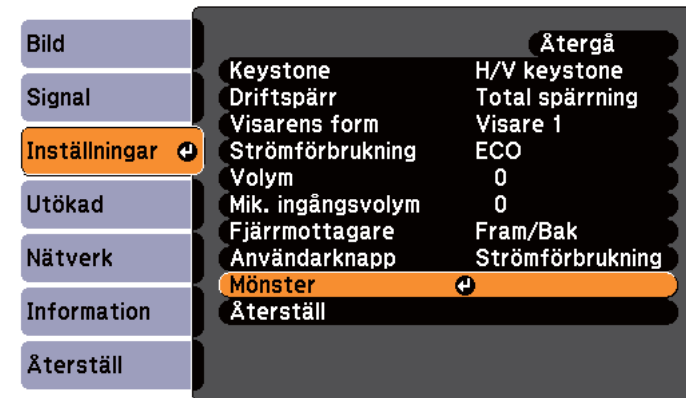 Bild
Signal
Inställningar
Utökad
Nätverk
Information
Återställ
Återgå
Keystone H/V keystone
Driftspärr Total spärrning
Visarens form Visare 1
Strömförbrukning ECO
Volym 0
Mik. ingångsvolym 0
Fjärrmottagare Fram/Bak
Användarknapp Strömförbrukning
Mönster
Återställ